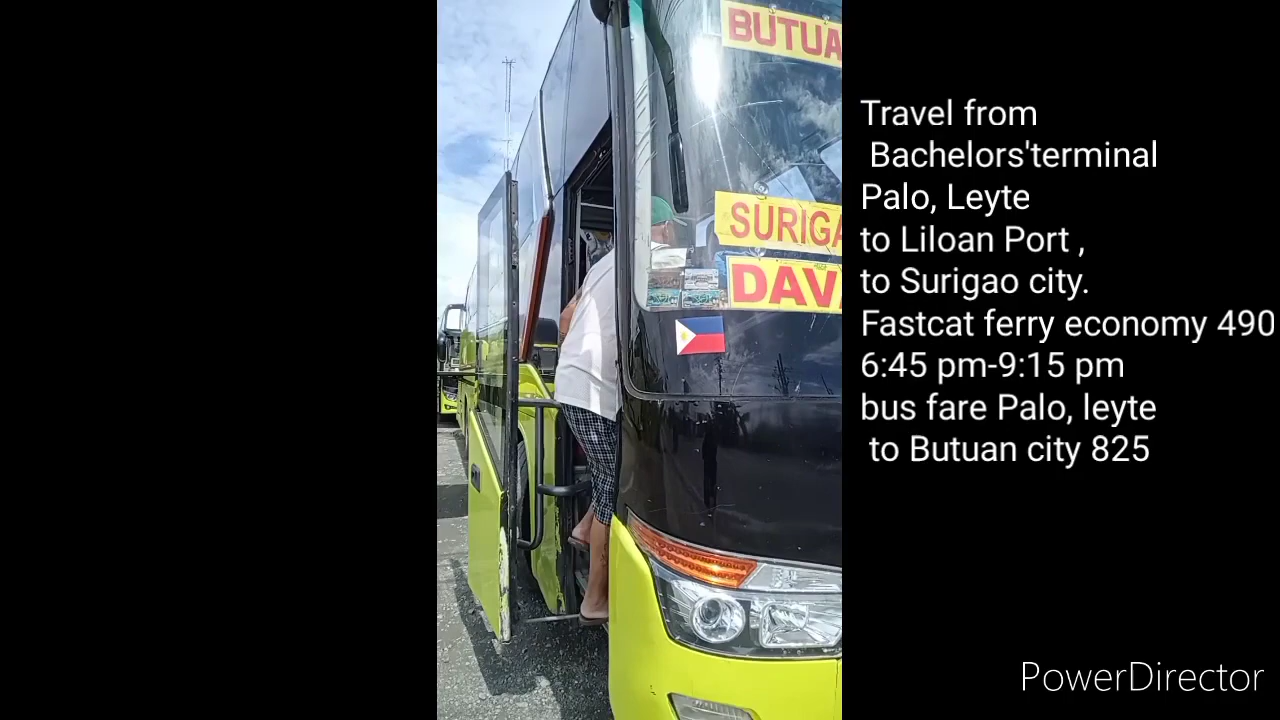 BUTUA
SURIGA
DAV
Travel from
Bachelors'terminal
Palo, Leyte
to Liloan Port ,
to Surigao city.
Fastcat ferry economy 490
6:45 pm-9:15 pm
bus fare Palo, leyte
to Butuan city 825
PowerDirector